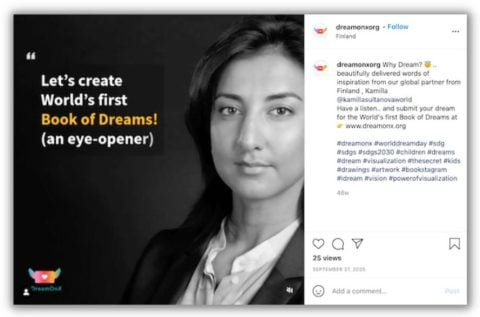 “
Let's create
World's first
Book of Dreams!
(an eye-opener)
DreamOnX
dreamonxorg • Follow
Finland
dreamonxorg Why Dream? 😇 ..
beautifully delivered words of
inspiration from our global partner from
Finland , Kamilla
@kamillasultanovaworld
Have a listen.. and submit your dream
for the World's first Book of Dreams at
👉 www.dreamonx.org
#dreamonx #worlddreamday #sdg
#sdgs #sdgs2030 #children #dreams
#dream #visualization #thesecret #kids
#drawings #artwork #bookstagram
#idream #vision #powerofvisualization
46w
25 views
SEPTEMBER 21, 2020
Add a comment...
Post